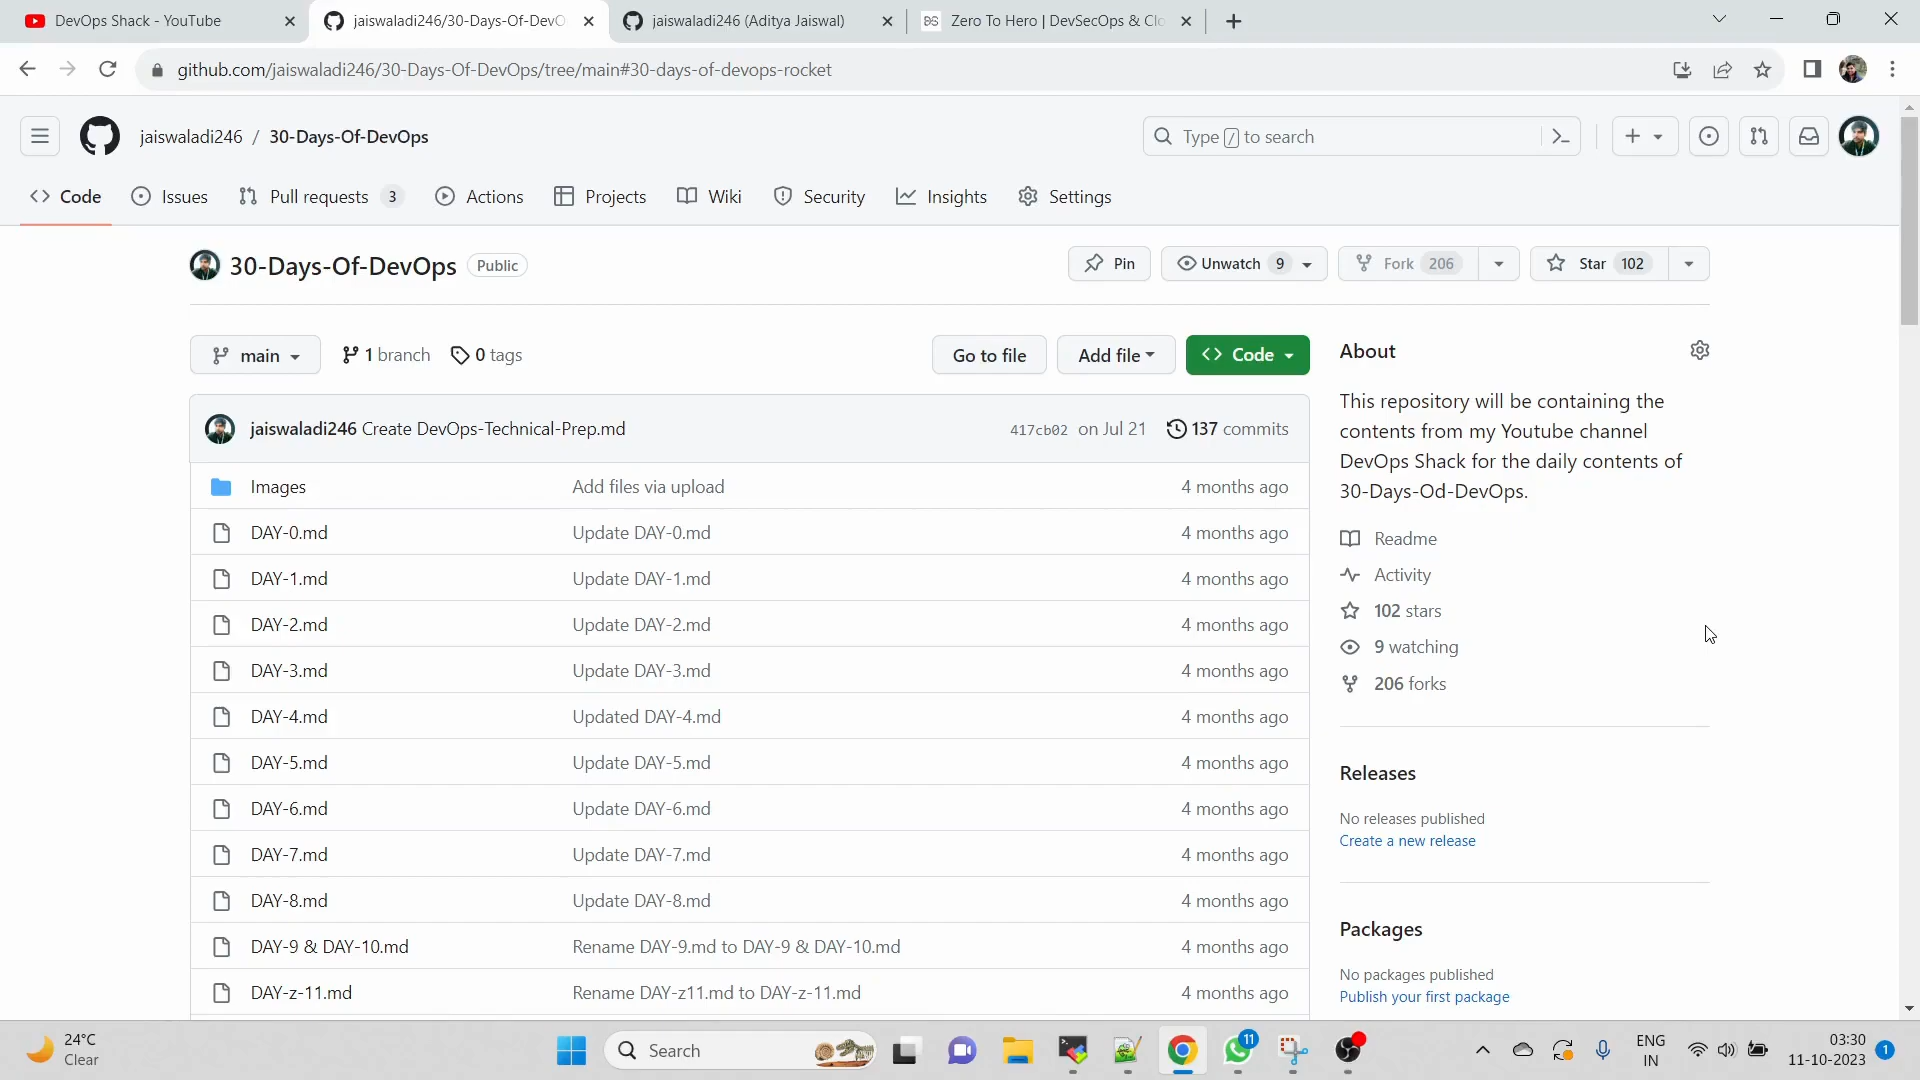 DevOps Shack - YouTube
jaiswaladi246/30-Days-Of-DevO
jaiswaladi246 (Aditya Jaiswal)
Zero To Hero | DevSecOps & Clo
github.com/jaiswaladi246/30-Days-Of-DevOps/tree/main#30-days-of-devops-rocket
jaiswaladi246 / 30-Days-Of-DevOps
Type / to search
Code
Issues
Pull requests 3
Actions
Projects
Wiki
Security
Insights
Settings
30-Days-Of-DevOps Public
Pin
Unwatch 9
Fork 206
Star 102
main
1 branch
0 tags
Go to file
Add file
Code
jaiswaladi246 Create DevOps-Technical-Prep.md 417cb02 on Jul 21 137 commits
Images Add files via upload 4 months ago
DAY-0.md Update DAY-0.md 4 months ago
DAY-1.md Update DAY-1.md 4 months ago
DAY-2.md Update DAY-2.md 4 months ago
DAY-3.md Update DAY-3.md 4 months ago
DAY-4.md Updated DAY-4.md 4 months ago
DAY-5.md Update DAY-5.md 4 months ago
DAY-6.md Update DAY-6.md 4 months ago
DAY-7.md Update DAY-7.md 4 months ago
DAY-8.md Update DAY-8.md 4 months ago
DAY-9 & DAY-10.md Rename DAY-9.md to DAY-9 & DAY-10.md 4 months ago
DAY-z-11.md Rename DAY-z11.md to DAY-z-11.md 4 months ago
About
This repository will be containing the
contents from my Youtube channel
DevOps Shack for the daily contents of
30-Days-Od-DevOps.
Readme
Activity
102 stars
9 watching
206 forks
Releases
No releases published
Create a new release
Packages
No packages published
Publish your first package
24°C
Clear
Search
11
ENG
IN
03:30
11-10-2023
1